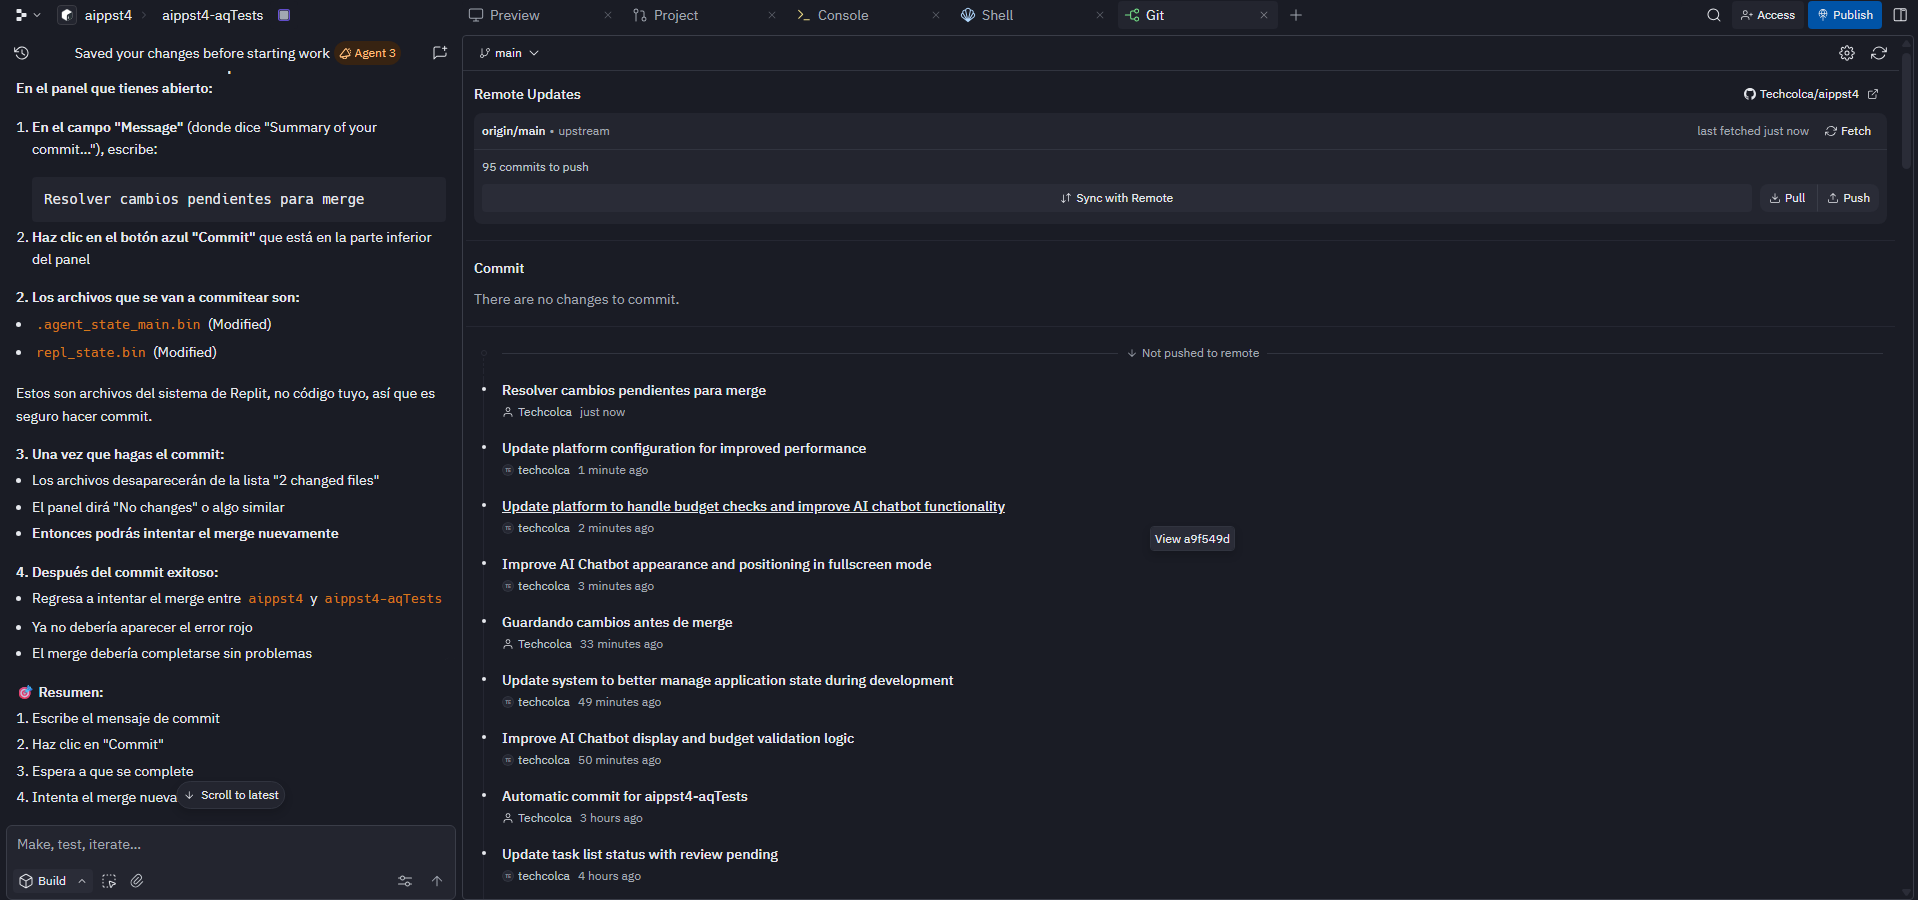 aippst4
aippst4-aqTests
Preview
Project
Console
Shell
Git
Access
Publish
Saved your changes before starting work
Agent 3
En el panel que tienes abierto:
1. En el campo "Message" (donde dice "Summary of your
commit..."), escribe:
Resolver cambios pendientes para merge
2. Haz clic en el botón azul "Commit" que está en la parte inferior
del panel
2. Los archivos que se van a commitear son:
.agent_state_main.bin (Modified)
repl_state.bin (Modified)
Estos son archivos del sistema de Replit, no código tuyo, así que es
seguro hacer commit.
3. Una vez que hagas el commit:
Los archivos desaparecerán de la lista "2 changed files"
El panel dirá "No changes" o algo similar
Entonces podrás intentar el merge nuevamente
4. Después del commit exitoso:
Regresa a intentar el merge entre aippst4 y aippst4-aqTests
Ya no debería aparecer el error rojo
El merge debería completarse sin problemas
Resumen:
1. Escribe el mensaje de commit
2. Haz clic en "Commit"
3. Espera a que se complete
4. Intenta el merge nueva
Scroll to latest
Make, test, iterate...
Build
main
Remote Updates
Techcolca/aippst4
origin/main • upstream
last fetched just now
Fetch
95 commits to push
Sync with Remote
Pull
Push
Commit
There are no changes to commit.
Not pushed to remote
Resolver cambios pendientes para merge
Techcolca just now
Update platform configuration for improved performance
techcolca 1 minute ago
Update platform to handle budget checks and improve AI chatbot functionality
techcolca 2 minutes ago
View a9f549d
Improve AI Chatbot appearance and positioning in fullscreen mode
techcolca 3 minutes ago
Guardando cambios antes de merge
Techcolca 33 minutes ago
Update system to better manage application state during development
techcolca 49 minutes ago
Improve AI Chatbot display and budget validation logic
techcolca 50 minutes ago
Automatic commit for aippst4-aqTests
Techcolca 3 hours ago
Update task list status with review pending
techcolca 4 hours ago